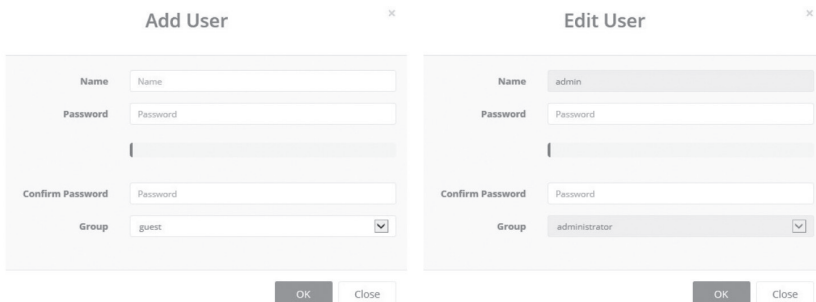 Add User
×
Name
Name
Password
Password
Confirm Password
Password
Group
guest
OK
Close
Edit User
×
Name
admin
Password
Password
Confirm Password
Password
Group
administrator
OK
Close